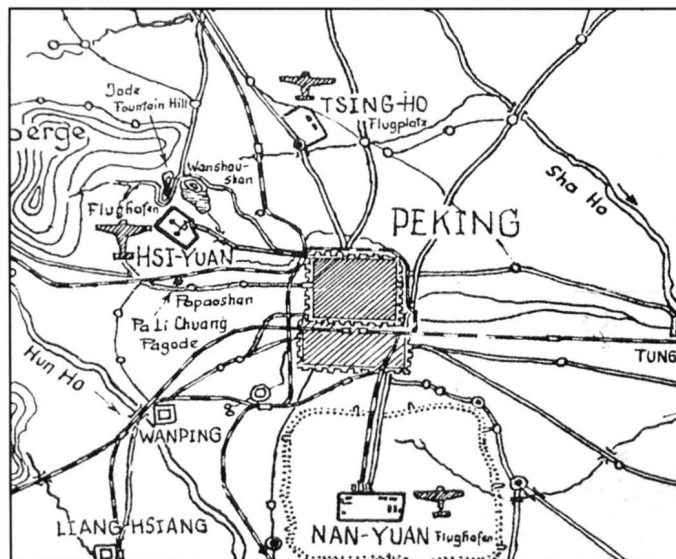 Jade
Fountain Hill
TSING-HO
Flugplatz
berge
Wanshou-
shan
Sha Ho
Flughafen
PEKING
HSI-YUAN
Papaoshan
Pa Li Chuang
Pagode
TUNG
Hun Ho
8
WANPING
LIANG HSIANG
NAN-YUAN Flughafen